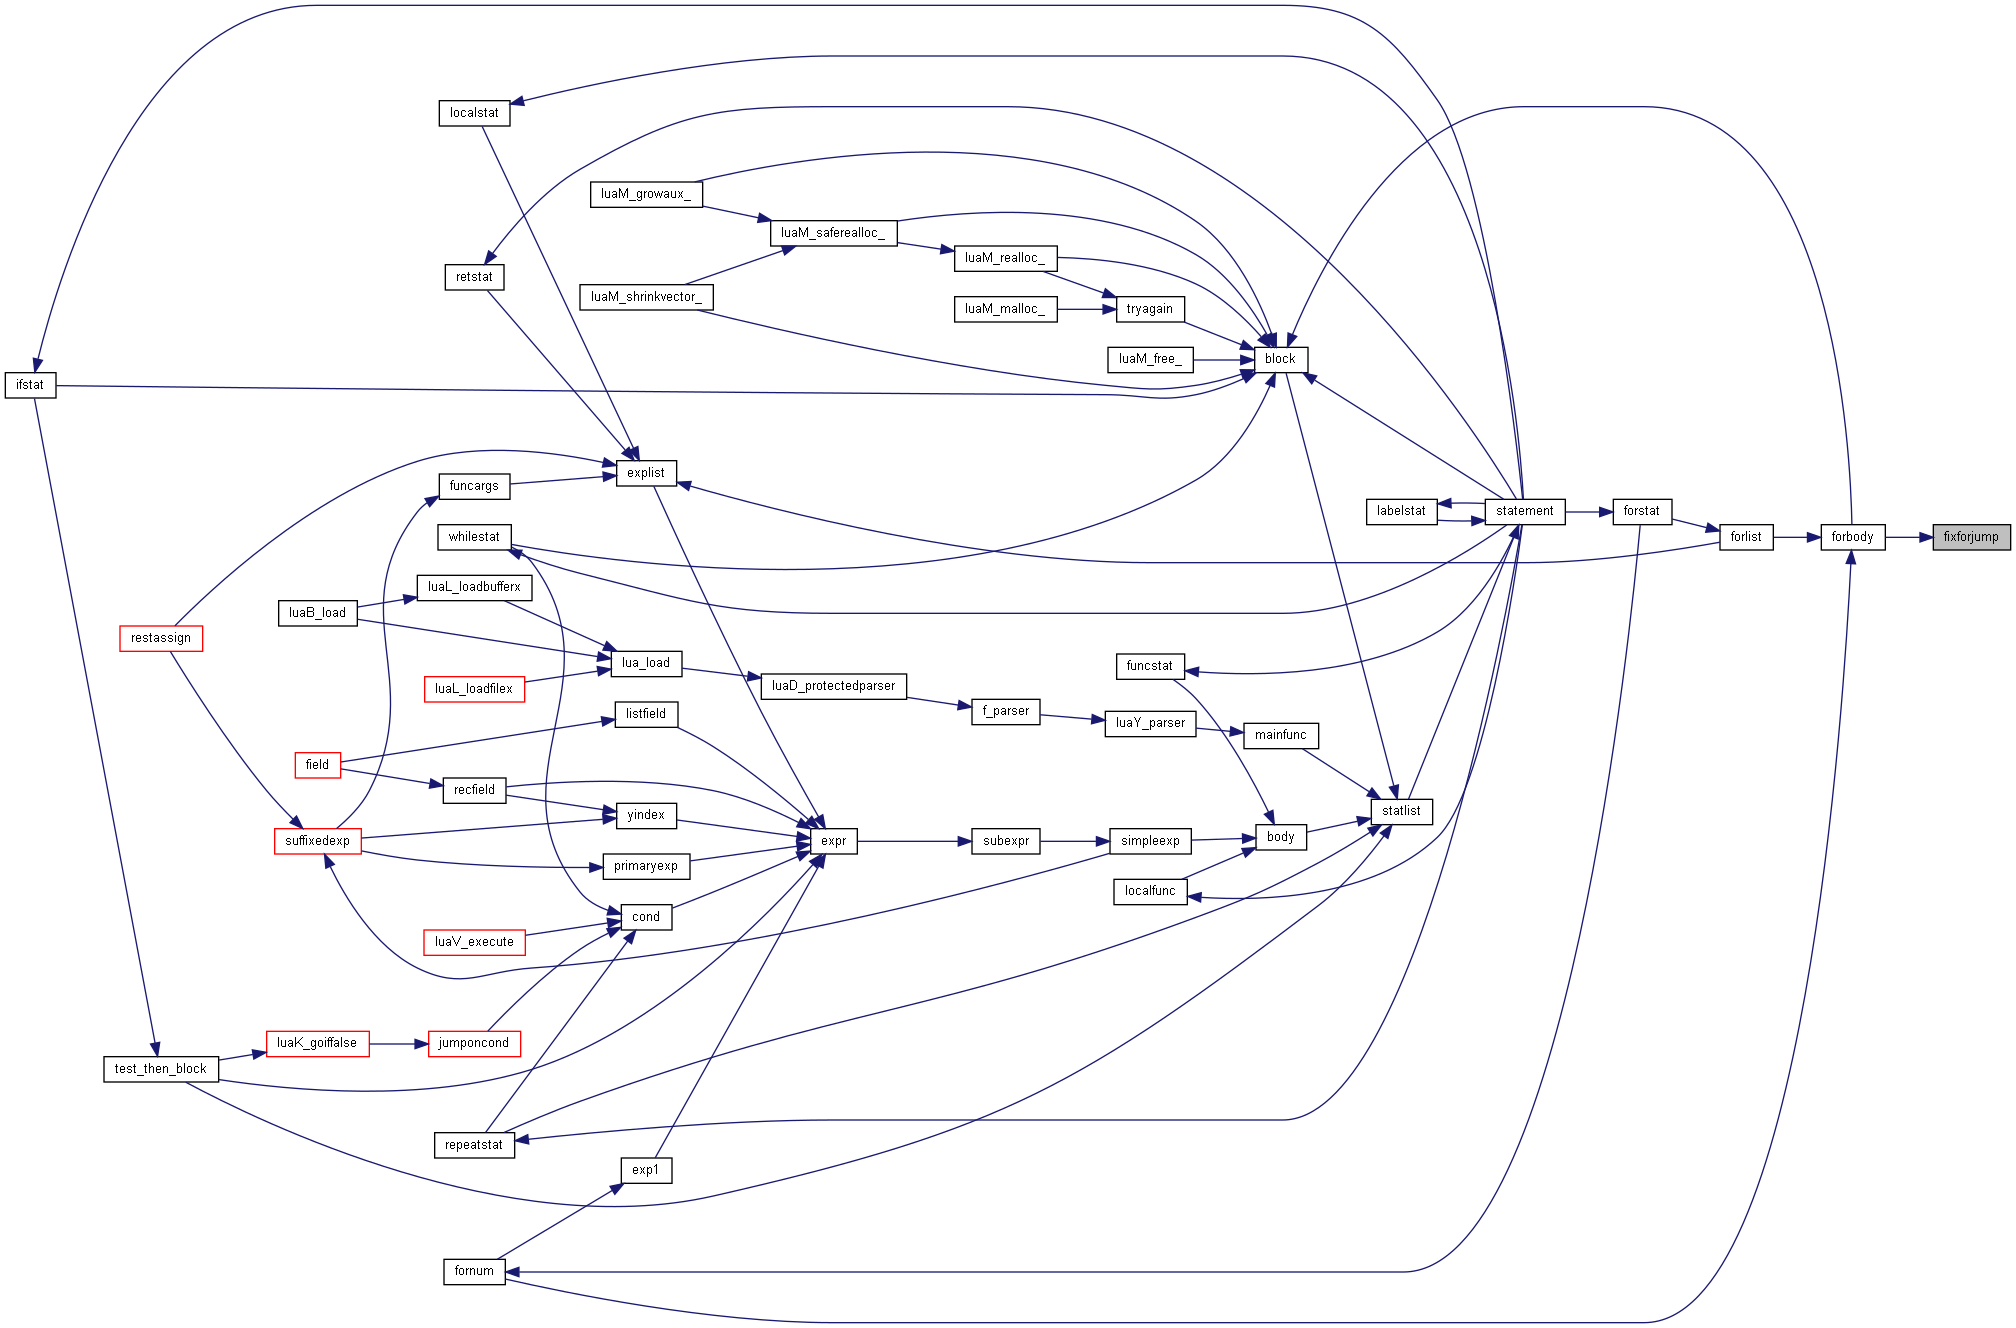 localstat
luaM_growaux_
luaM_saferealloc_
luaM_realloc_
retstat
luaM_shrinkvector_
luaM_malloc_
tryagain
luaM_free_
block
ifstat
explist
funcargs
labelstat
statement
forstat
whilestat
forlist
forbody
fixforjump
luaL_loadbufferx
luaB_load
restassign
lua_load
funcstat
luaL_loadfilex
luaD_protectedparser
listfield
f_parser
luaY_parser
mainfunc
field
recfield
yindex
statlist
suffixedexp
expr
subexpr
simpleexp
body
primaryexp
localfunc
cond
luaV_execute
luaK_goiffalse
jumponcond
test_then_block
repeatstat
exp1
fornum